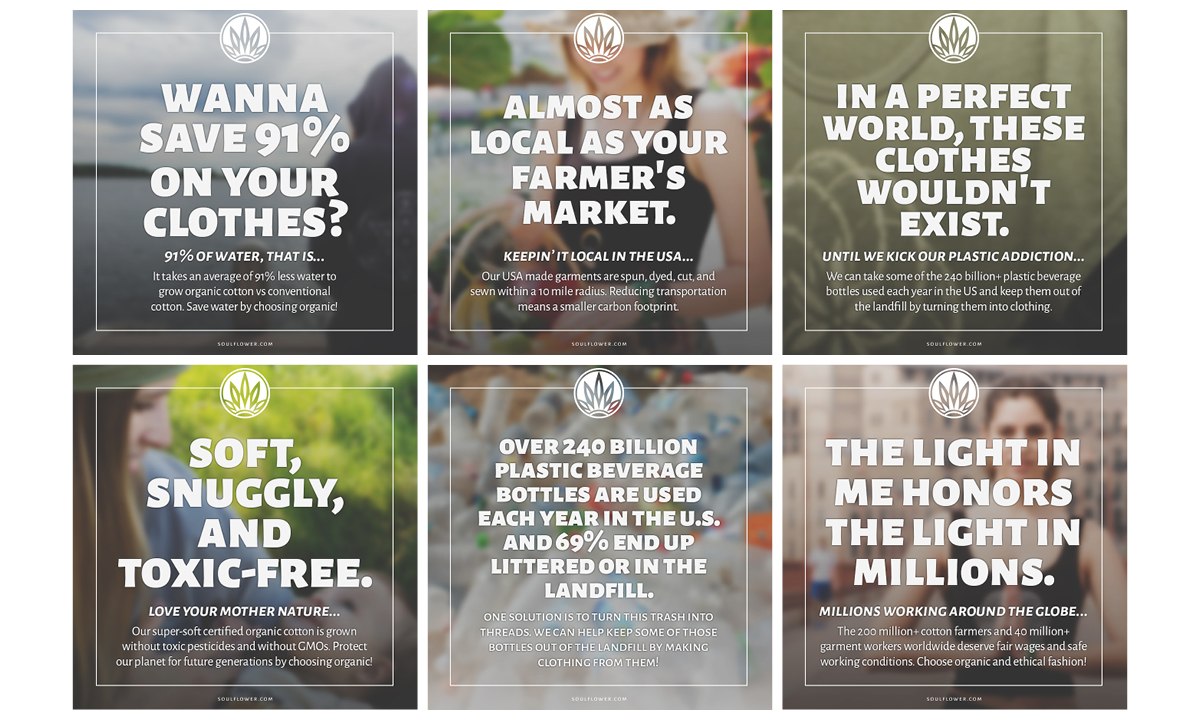 WANNA
SAVE 91%
ON YOUR
CLOTHES?
91% OF WATER, THAT IS...
It takes an average of 91% less water to
grow organic cotton vs conventional
cotton. Save water by choosing organic!
SOULFLOWER.COM
ALMOST AS
LOCAL AS YOUR
FARMER'S
MARKET.
KEEPIN' IT LOCAL IN THE USA...
Our USA made garments are spun, dyed, cut, and
sewn within a 10 mile radius. Reducing transportation
means a smaller carbon footprint.
SOULFLOWER.COM
IN A PERFECT
WORLD, THESE
CLOTHES
WOULDN'T
EXIST.
UNTIL WE KICK OUR PLASTIC ADDICTION...
We can take some of the 240 billion+ plastic beverage
bottles used each year in the US and keep them out of
the landfill by turning them into clothing.
SOULFLOWER.COM
SOFT,
SNUGGLY,
AND
TOXIC-FREE.
LOVE YOUR MOTHER NATURE...
Our super-soft certified organic cotton is grown
without toxic pesticides and without GMOs. Protect
our planet for future generations by choosing organic!
SOULFLOWER.COM
OVER 240 BILLION
PLASTIC BEVERAGE
BOTTLES ARE USED
EACH YEAR IN THE U.S.
AND 69% END UP
LITTERED OR IN THE
LANDFILL.
ONE SOLUTION IS TO TURN THIS TRASH INTO
THREADS. WE CAN HELP KEEP SOME OF THOSE
BOTTLES OUT OF THE LANDFILL BY MAKING
CLOTHING FROM THEM!
SOULFLOWER.COM
THE LIGHT IN
ME HONORS
THE LIGHT IN
MILLIONS.
MILLIONS WORKING AROUND THE GLOBE...
The 200 million+ cotton farmers and 40 million+
garment workers worldwide deserve fair wages and safe
working conditions. Choose organic and ethical fashion!
SOULFLOWER.COM